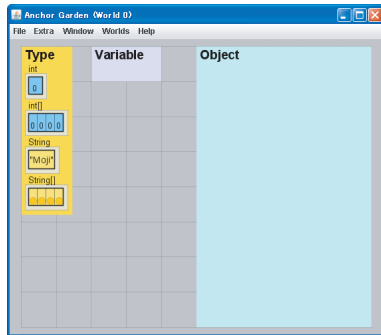 Anchor Garden (World 0)
File Extra Window Worlds Help
Type Variable Object
int
0
int[]
0 0 0 0
String
"Moji"
String[]